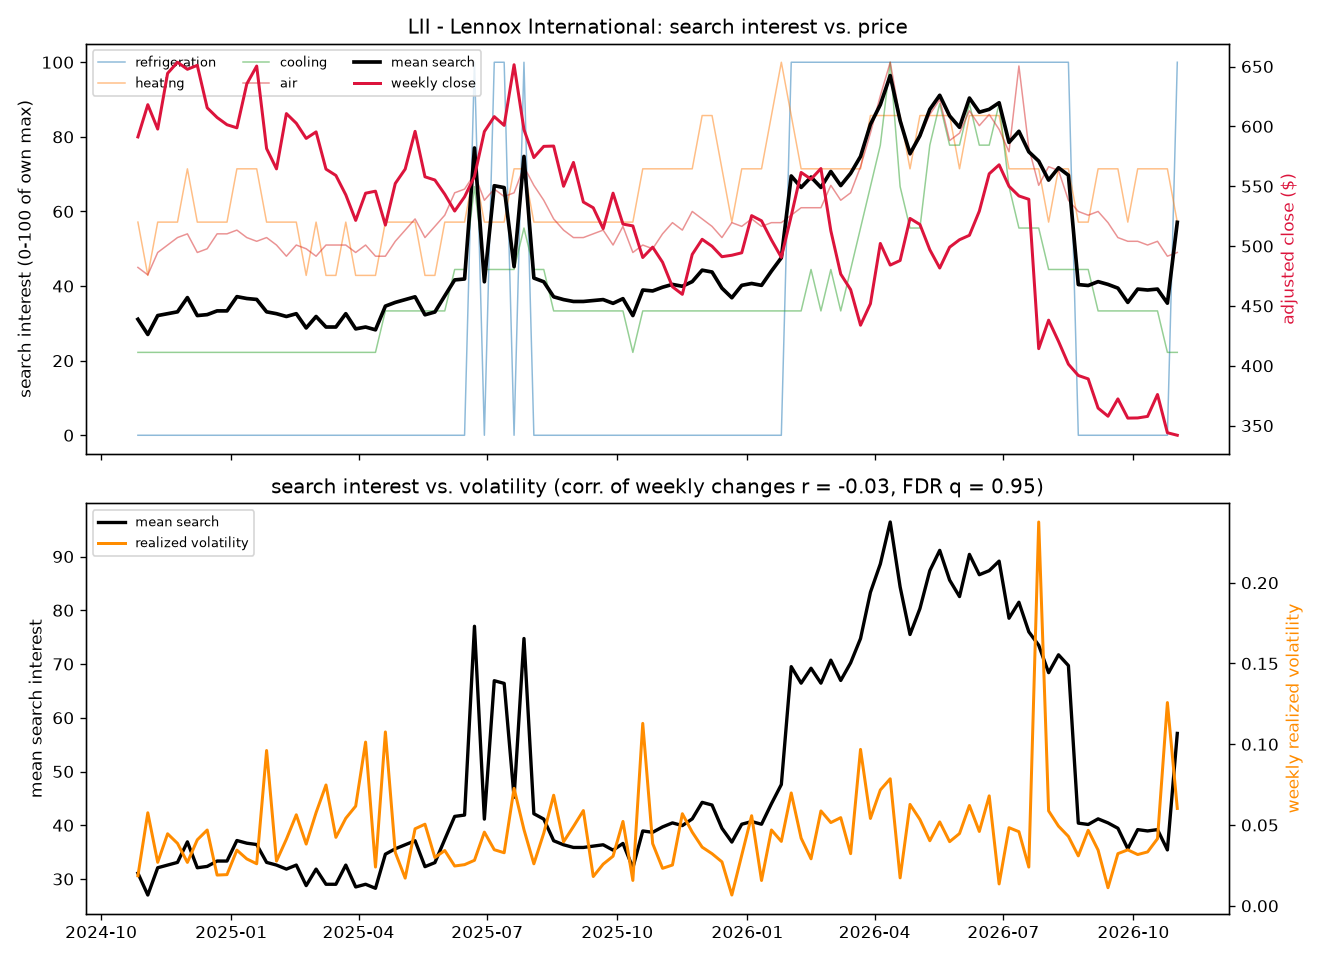 LII - Lennox International: search interest vs. price
refrigeration
heating
cooling
air
mean search
weekly close
search interest (0-100 of own max)
100
80
60
40
20
0
adjusted close ($)
650
600
550
500
450
400
350
search interest vs. volatility (corr. of weekly changes r = -0.03, FDR q = 0.95)
mean search
realized volatility
mean search interest
90
80
70
60
50
40
30
weekly realized volatility
0.20
0.15
0.10
0.05
0.00
2024-10
2025-01
2025-04
2025-07
2025-10
2026-01
2026-04
2026-07
2026-10